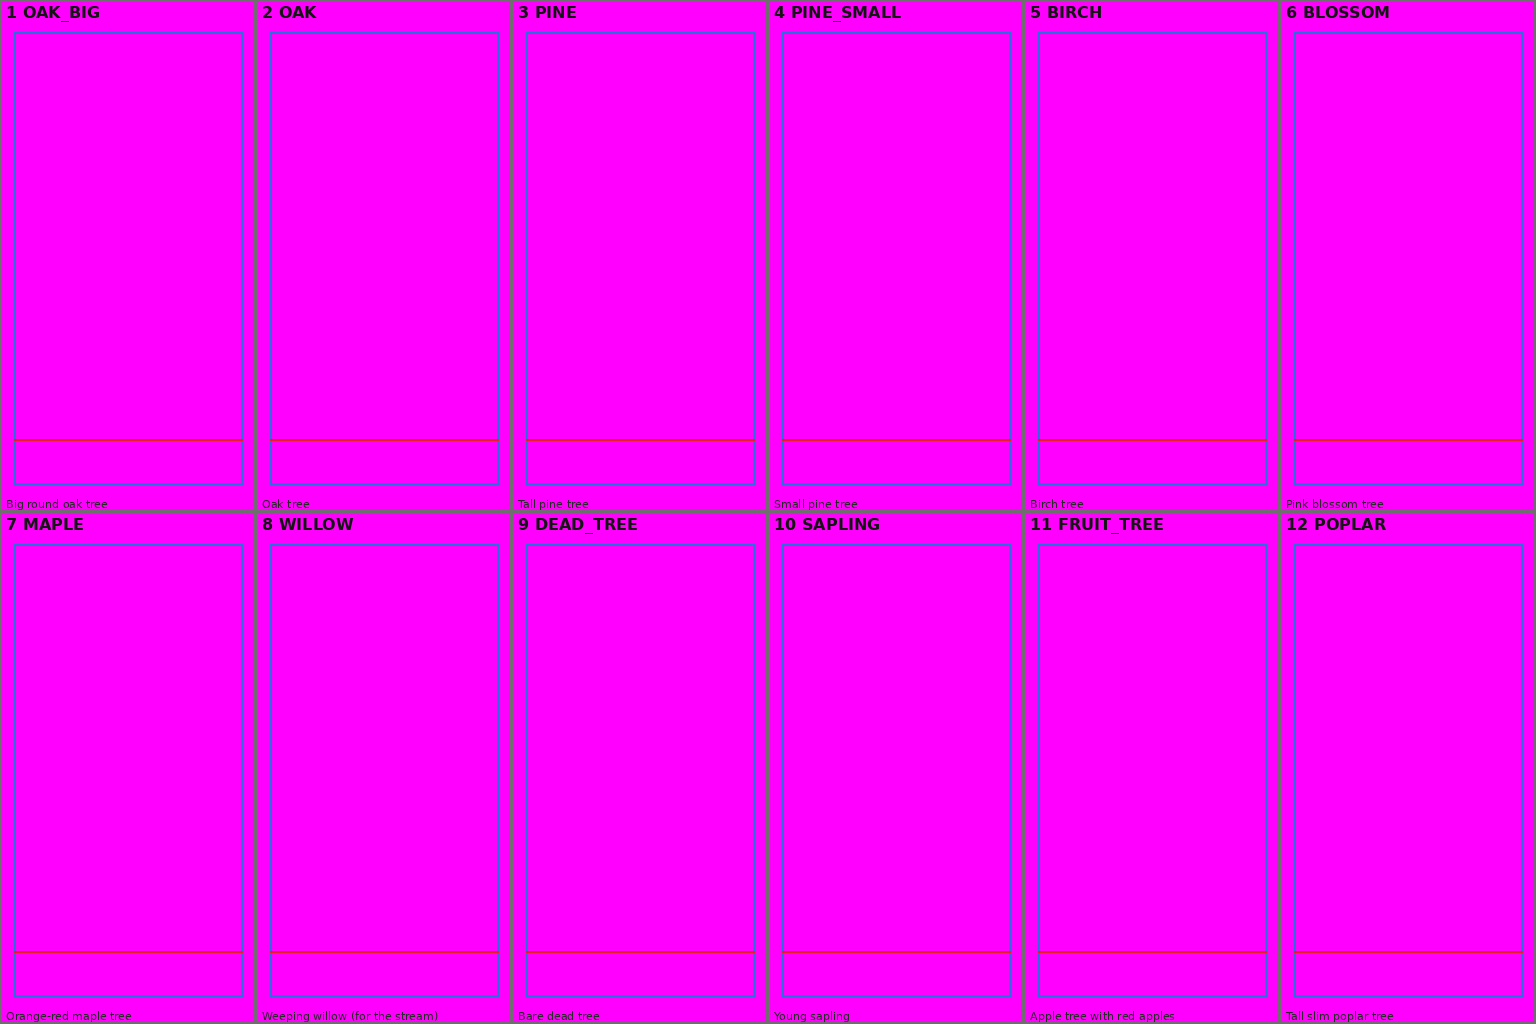 1 OAK_BIG
2 OAK
3 PINE
4 PINE_SMALL
5 BIRCH
6 BLOSSOM
Big round oak tree
Oak tree
Tall pine tree
Small pine tree
Birch tree
Pink blossom tree
7 MAPLE
8 WILLOW
9 DEAD_TREE
10 SAPLING
11 FRUIT_TREE
12 POPLAR
Orange-red maple tree
Weeping willow (for the stream)
Bare dead tree
Young sapling
Apple tree with red apples
Tall slim poplar tree